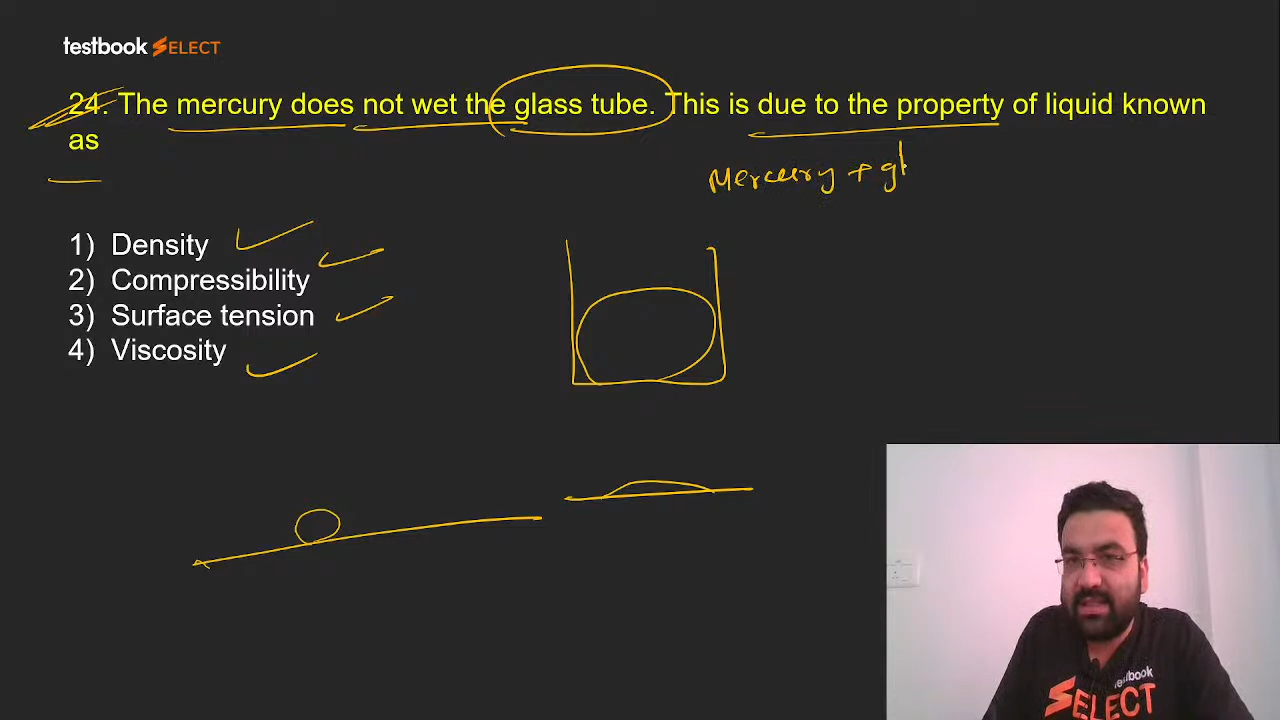 testbook SELECT
24. The mercury does not wet the glass tube. This is due to the property of liquid known
as
Mercury + gl
1) Density
2) Compressibility
3) Surface tension
4) Viscosity
testbook
SELECT